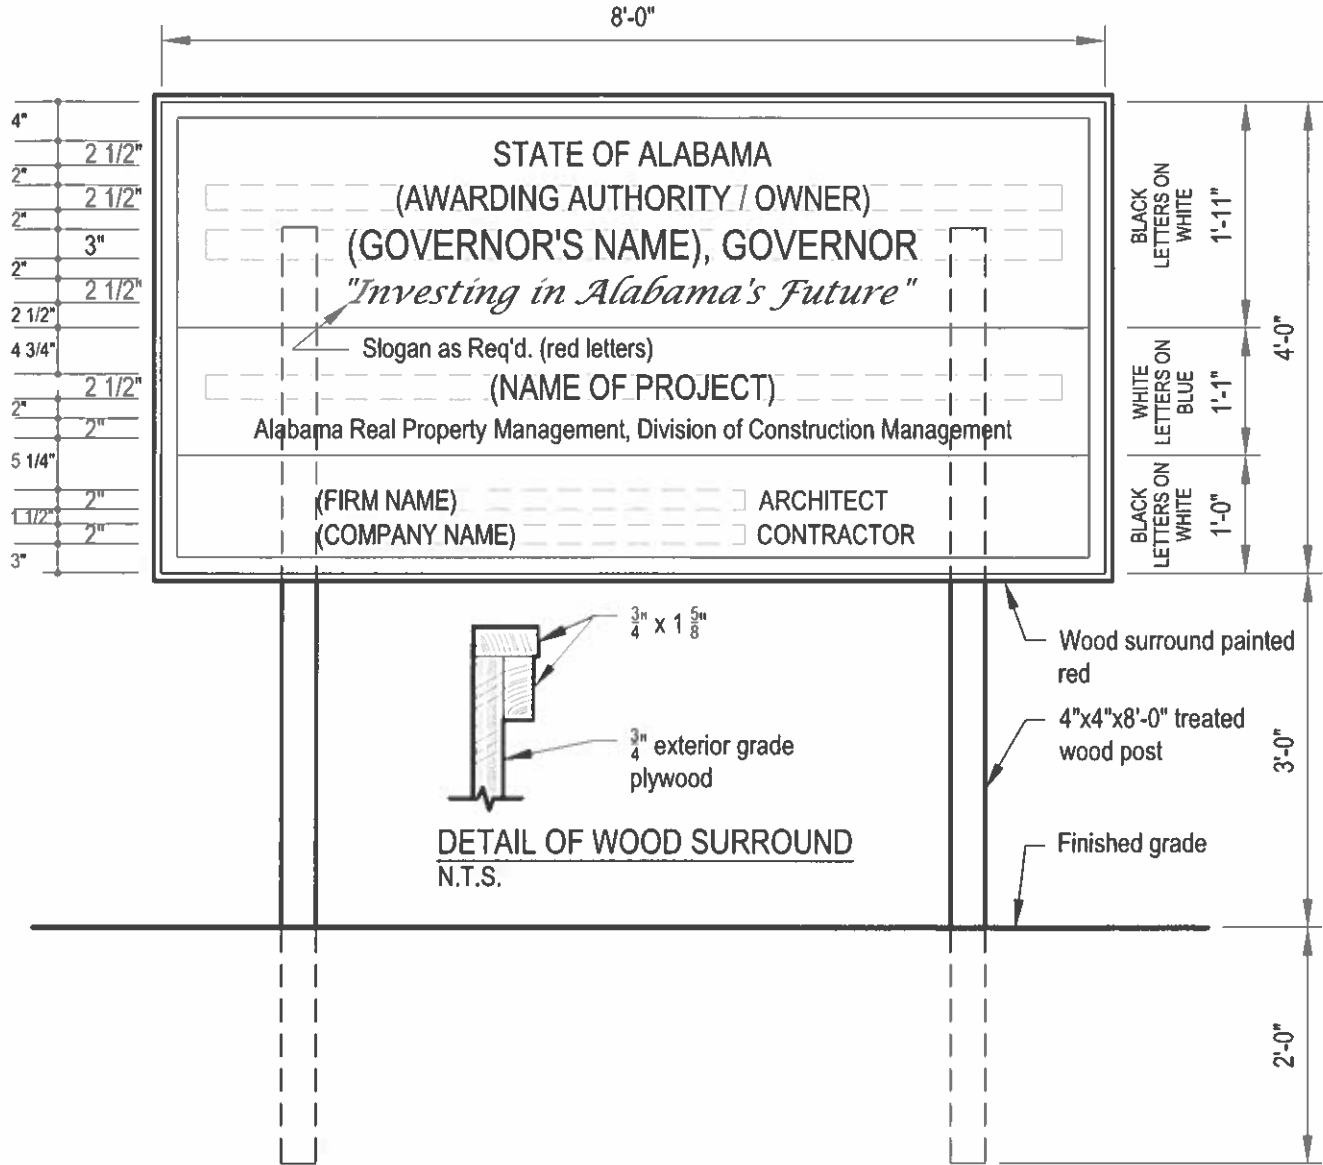 8'-0"
4"
2 1/2"
2"
2 1/2"
2"
3"
2"
2 1/2"
2 1/2"
4 3/4"
2 1/2"
2"
2"
5 1/4"
2"
1 1/2"
2"
3"
STATE OF ALABAMA
(AWARDING AUTHORITY / OWNER)
(GOVERNOR'S NAME), GOVERNOR
"Investing in Alabama's Future"
Slogan as Req'd. (red letters)
(NAME OF PROJECT)
Alabama Real Property Management, Division of Construction Management
(FIRM NAME) ARCHITECT
(COMPANY NAME) CONTRACTOR
BLACK
LETTERS ON
WHITE
1'-11"
WHITE
LETTERS ON
BLUE
1'-1"
BLACK
LETTERS ON
WHITE
1'-0"
4'-0"
3/4" x 1 5/8"
3/4" exterior grade
plywood
DETAIL OF WOOD SURROUND
N.T.S.
Wood surround painted
red
4"x4"x8'-0" treated
wood post
Finished grade
3'-0"
2'-0"